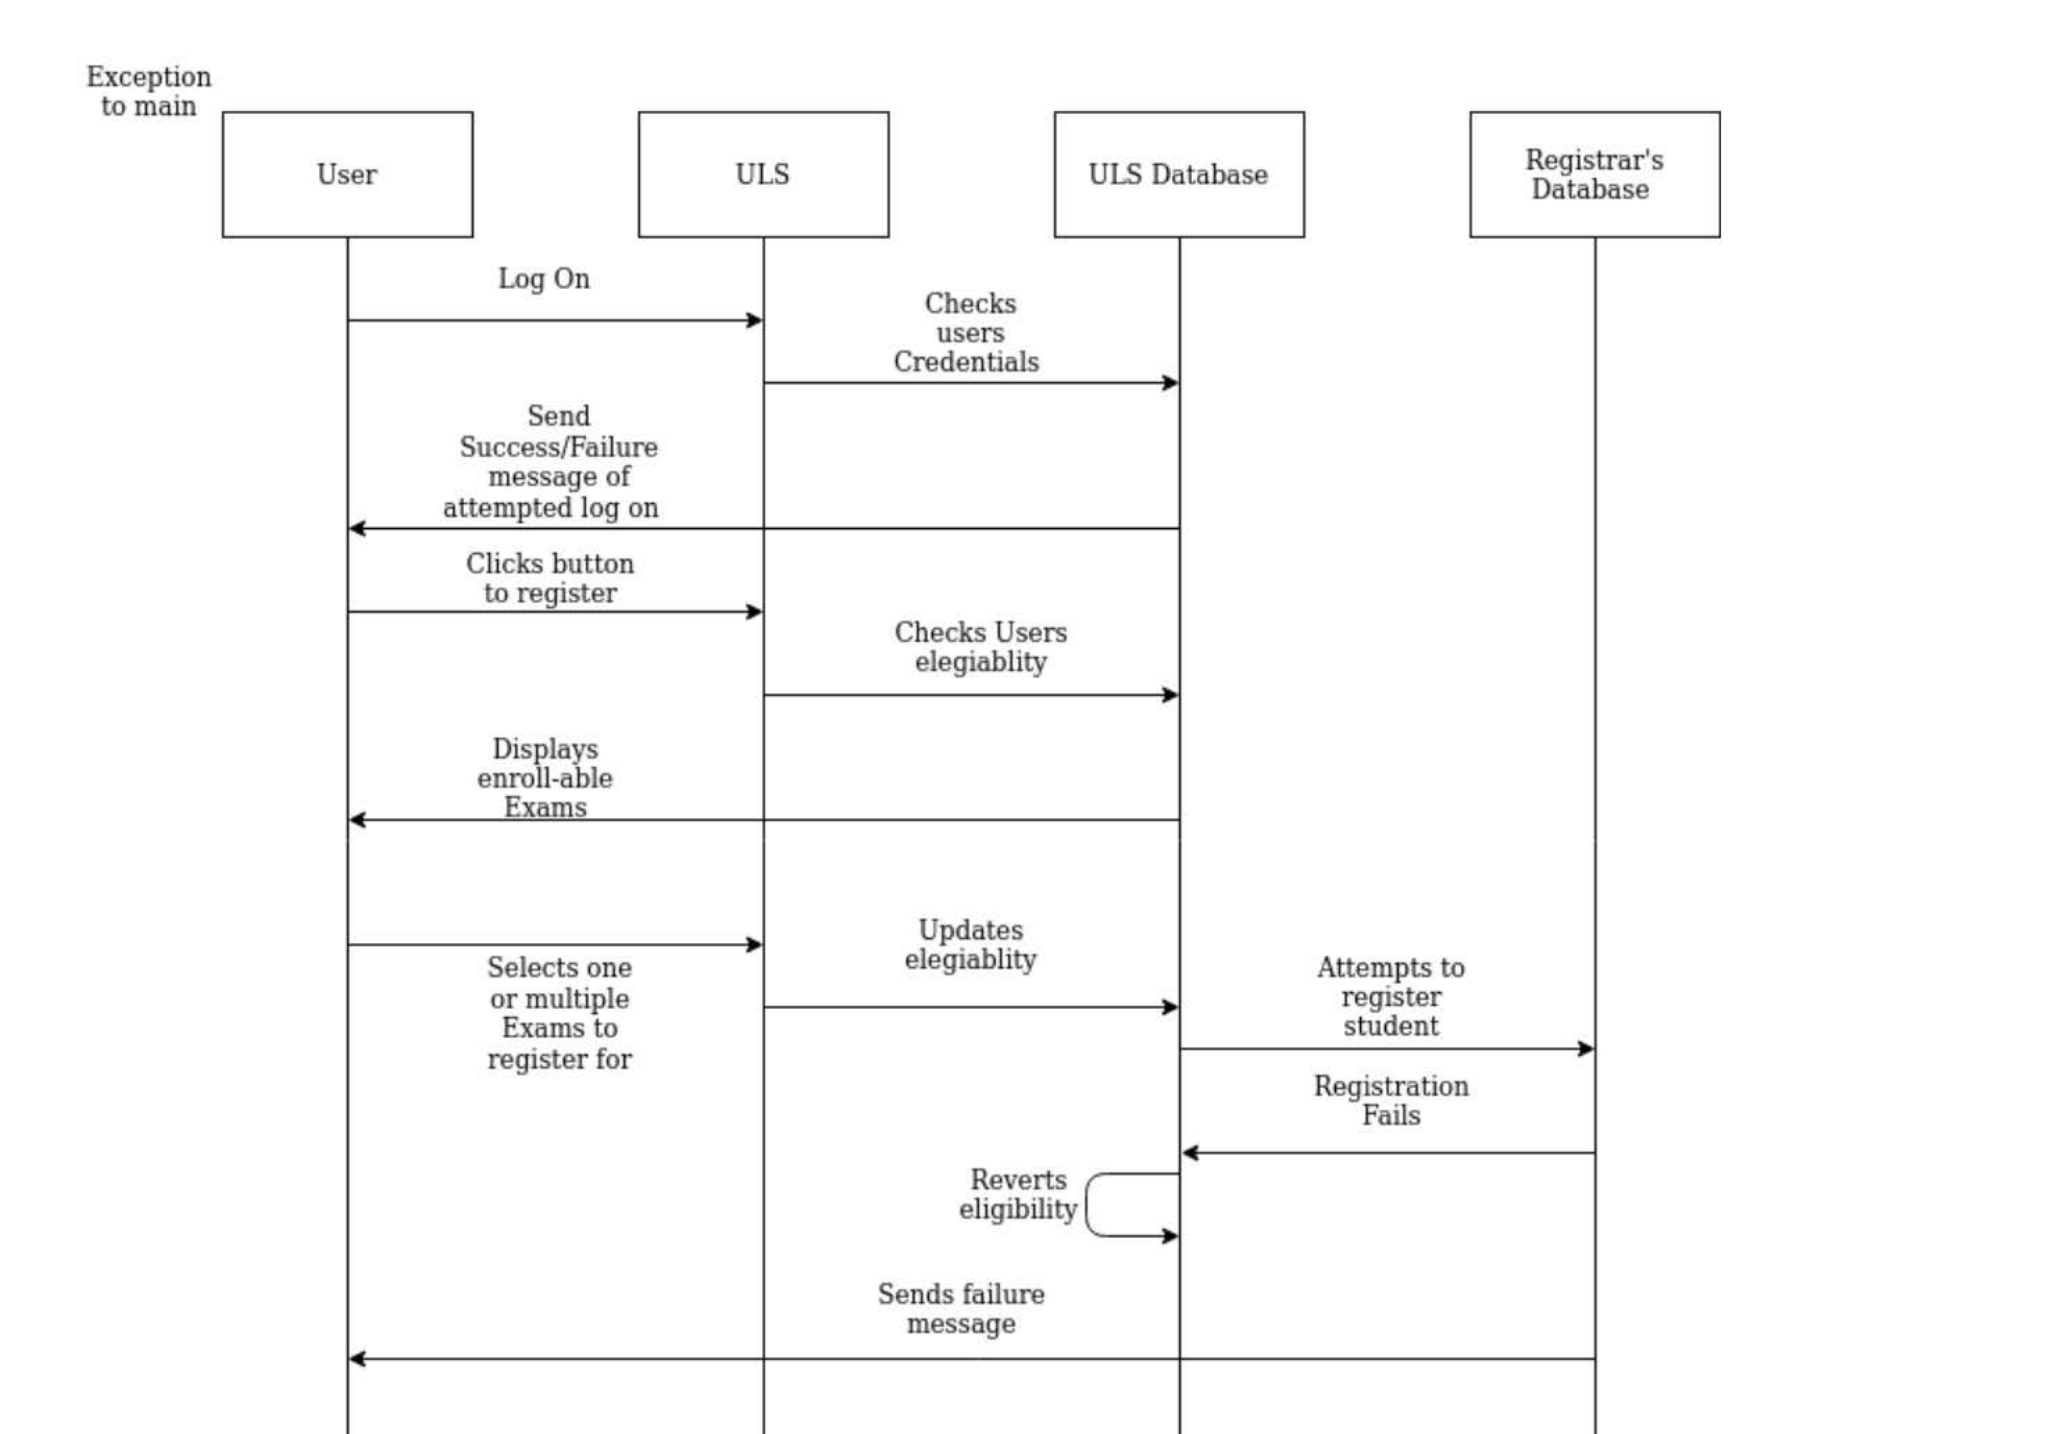 Exception
to main
User
ULS
ULS Database
Registrar's
Database
Log On
Checks
users
Credentials
Send
Success/Failure
message of
attempted log on
Clicks button
to register
Checks Users
elegiablity
Displays
enroll-able
Exams
Updates
elegiablity
Selects one
or multiple
Exams to
register for
Attempts to
register
student
Registration
Fails
Reverts
eligibility
Sends failure
message